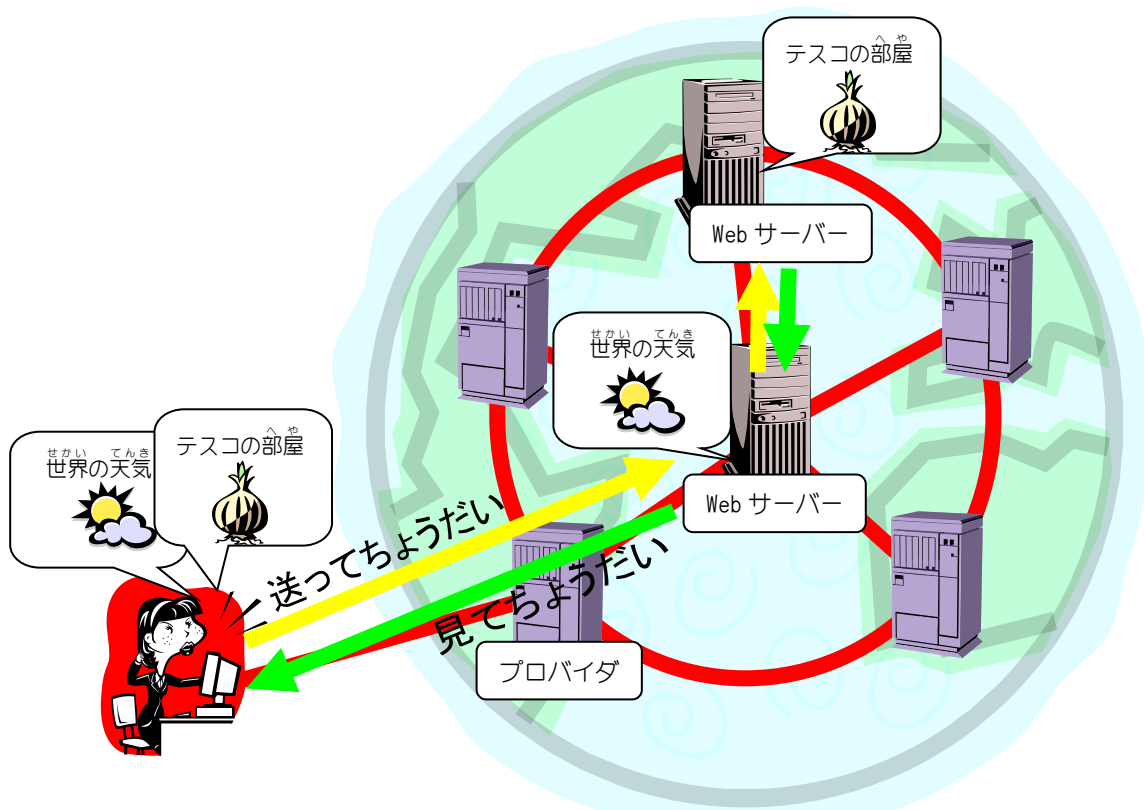 へや
テスコの部屋
Web サーバー
せかい てんき
世界の天気
Web サーバー
へや
テスコの部屋
せかい てんき
世界の天気
送ってちょうだい
見てちょうだい
プロバイダ